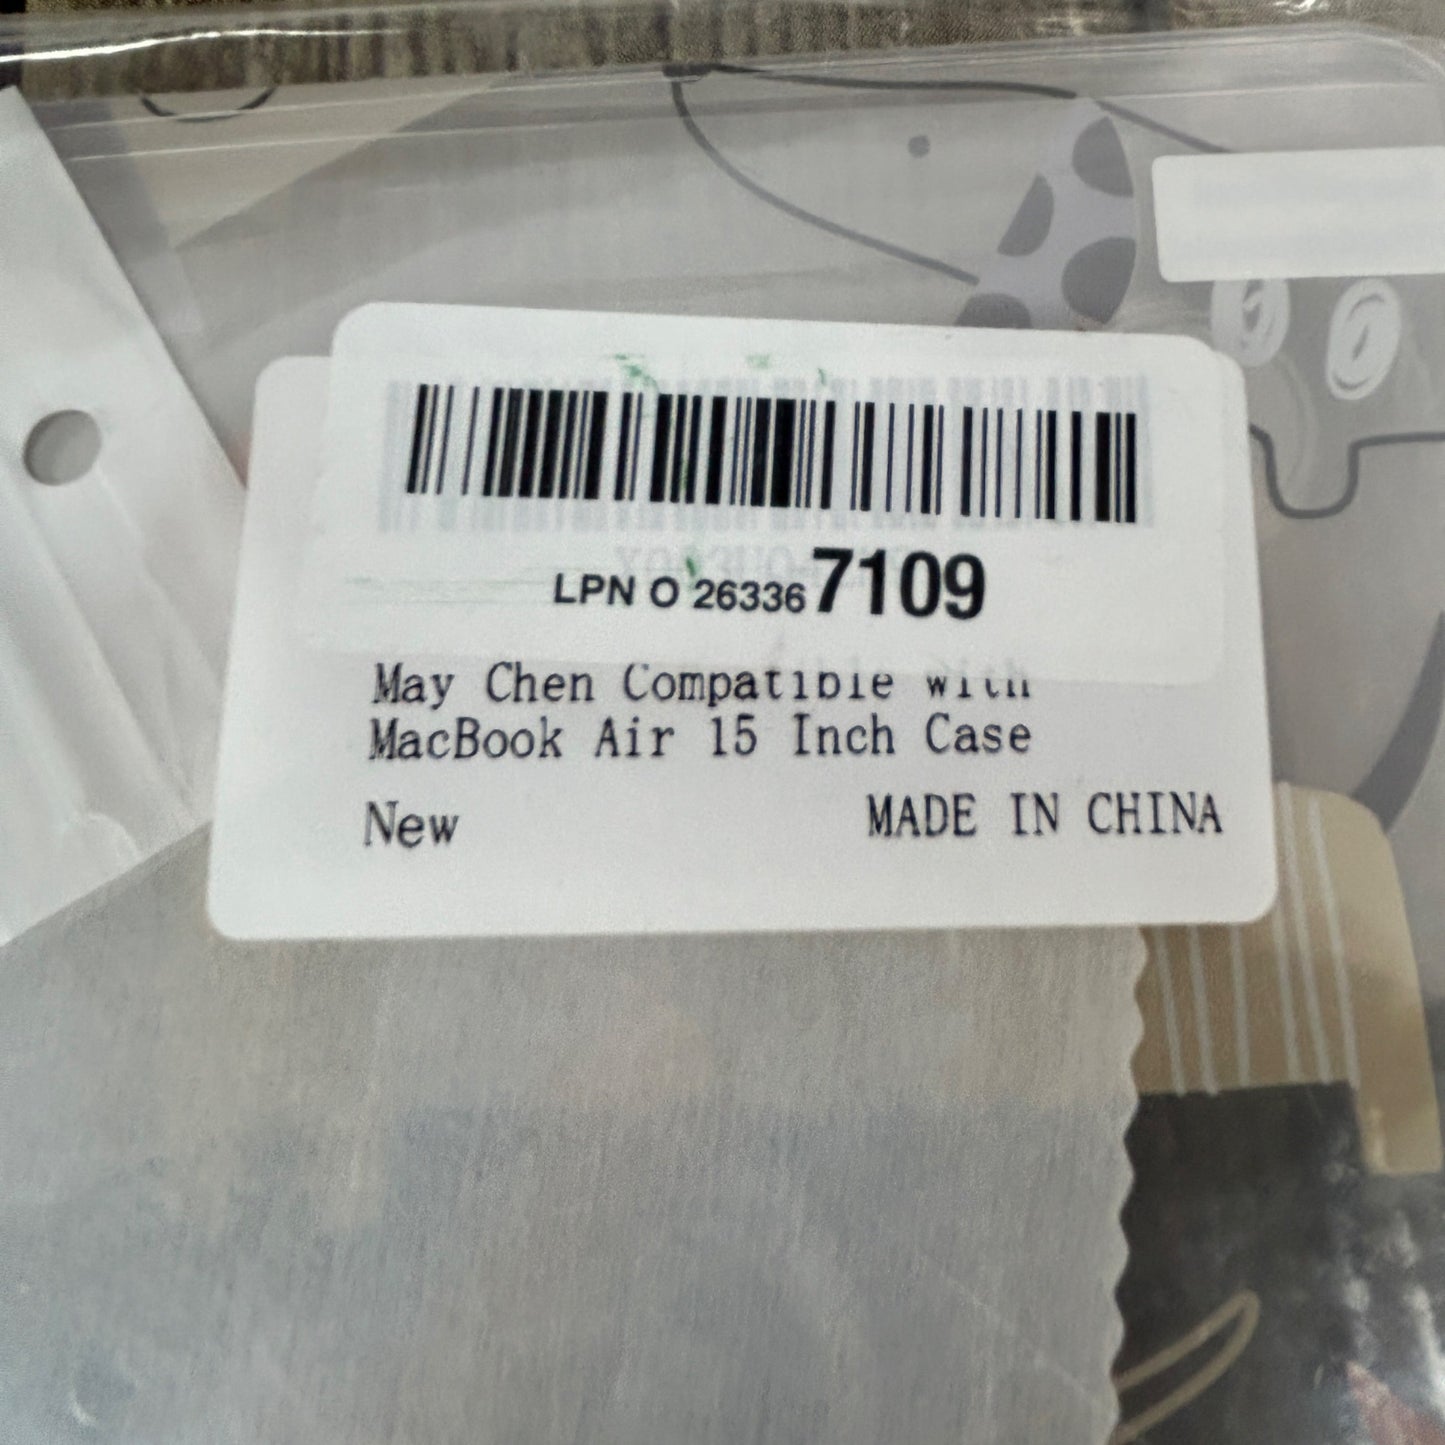 LPN O 263367109
May Chen Compatible with
MacBook Air 15 Inch Case
New
MADE IN CHINA